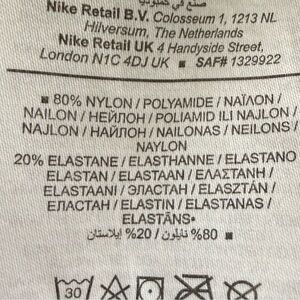 صنع في كمبوديا
Nike Retail B.V. Colosseum 1, 1213 NL
Hilversum, The Netherlands
Nike Retail UK 4 Handyside Street,
London N1C 4DJ UK ■ SAF# 1329922
■ 80% NYLON / POLYAMIDE / ΝΑΪΛΟΝ /
NAILON / НЕЙЛОН / POLIAMID ILI NAJLON /
NAJLON / НАЙЛОН / NAILONAS / NEILONS /
NAYLON
20% ELASTANE / ELASTHANNE / ELASTANO /
ELASTAN / ELASTAAN / ΕΛΑΣΤΑΝΗ /
ELASTAANI / ЭЛАСТАН / ELASZTÁN /
ЕЛАСТАН / ELASTIN / ELASTANAS /
ELASTĀNS•
80% نايلون / 20% إيلاستان ■
30